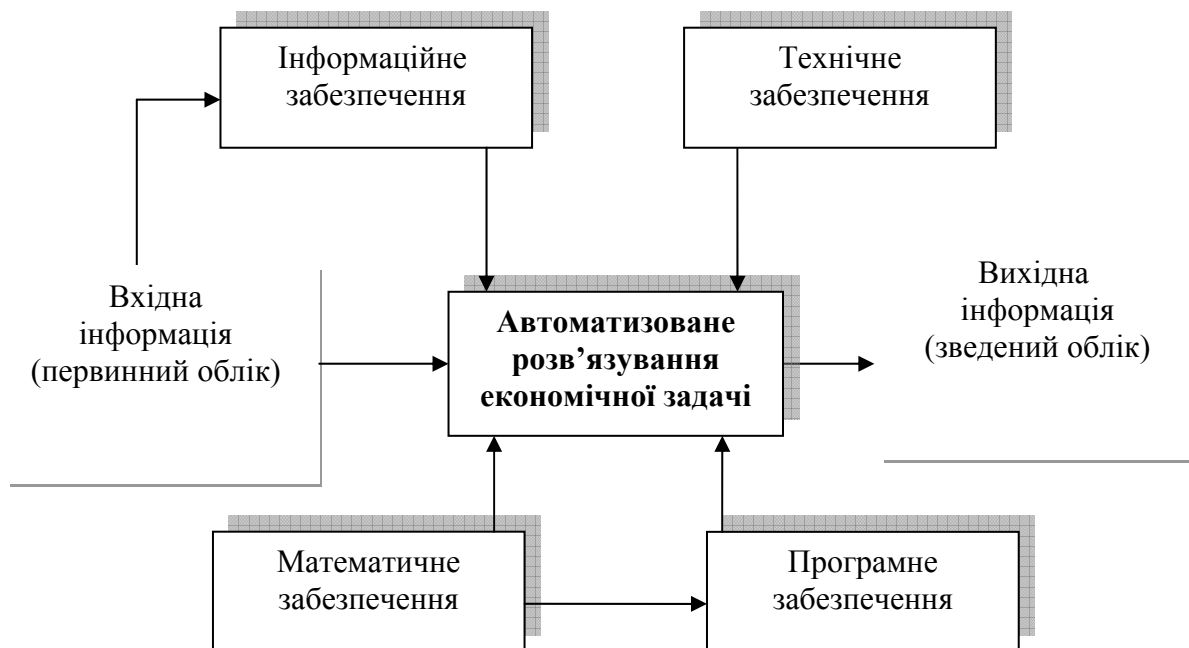 Інформаційне
забезпечення
Технічне
забезпечення
Вхідна
інформація
(первинний облік)
Автоматизоване
розв’язування
економічної задачі
Вихідна
інформація
(зведений облік)
Математичне
забезпечення
Програмне
забезпечення